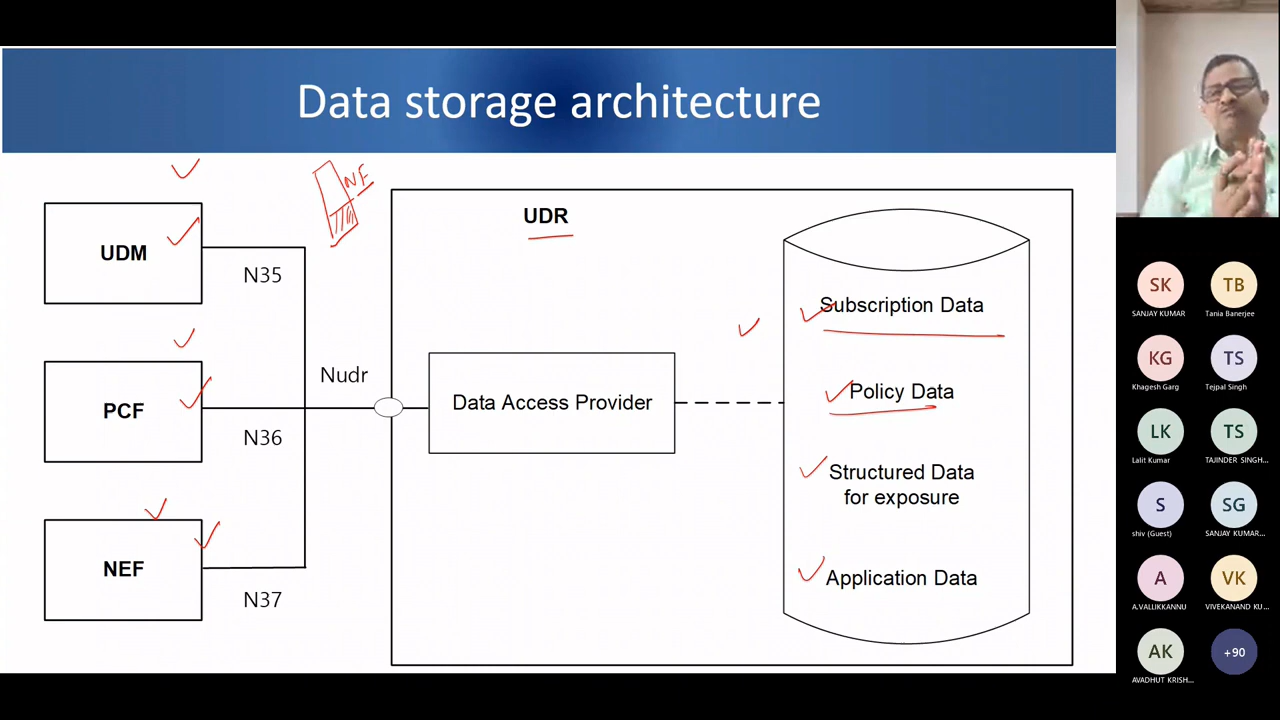 Data storage architecture
NF
UDR
UDM
N35
Subscription Data
Nudr
Policy Data
PCF
Data Access Provider
N36
Structured Data
for exposure
NEF
Application Data
N37
SK
TB
SANJAY KUMAR
Tania Banerjee
KG
TS
Khagesh Garg
Tejpal Singh
LK
TS
Lalit Kumar
TAJINDER SINGH...
S
SG
shiv (Guest)
SANJAY KUMAR...
A
VK
A.VALLIKKANNU
VIVEKANAND KU...
AK
+90
AVADHUT KRISH...